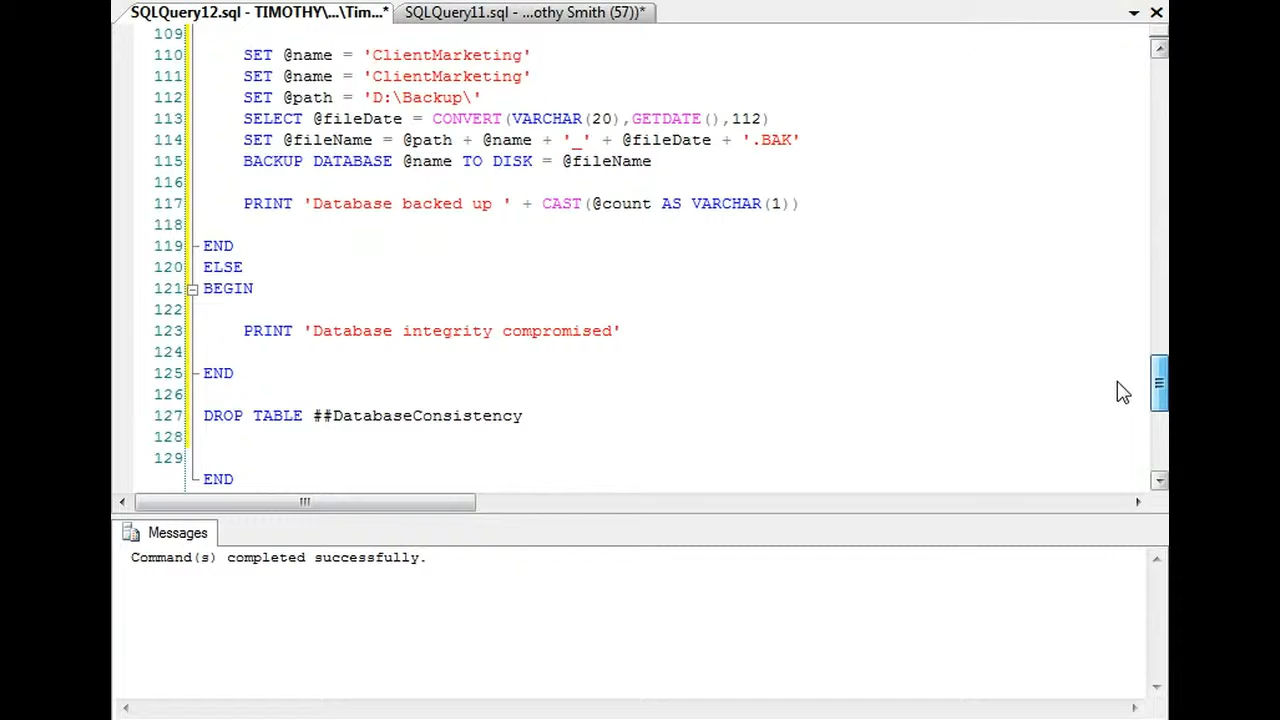 SQLQuery12.sql - TIMOTHY\...\Tim...* SQLQuery11.sql - ...othy Smith (57))*
109
110 SET @name = 'ClientMarketing'
111 SET @name = 'ClientMarketing'
112 SET @path = 'D:\Backup\'
113 SELECT @fileDate = CONVERT(VARCHAR(20),GETDATE(),112)
114 SET @fileName = @path + @name + '_' + @fileDate + '.BAK'
115 BACKUP DATABASE @name TO DISK = @fileName
116
117 PRINT 'Database backed up ' + CAST(@count AS VARCHAR(1))
118
119 END
120 ELSE
121 BEGIN
122
123 PRINT 'Database integrity compromised'
124
125 END
126
127 DROP TABLE ##DatabaseConsistency
128
129
END
Messages
Command(s) completed successfully.